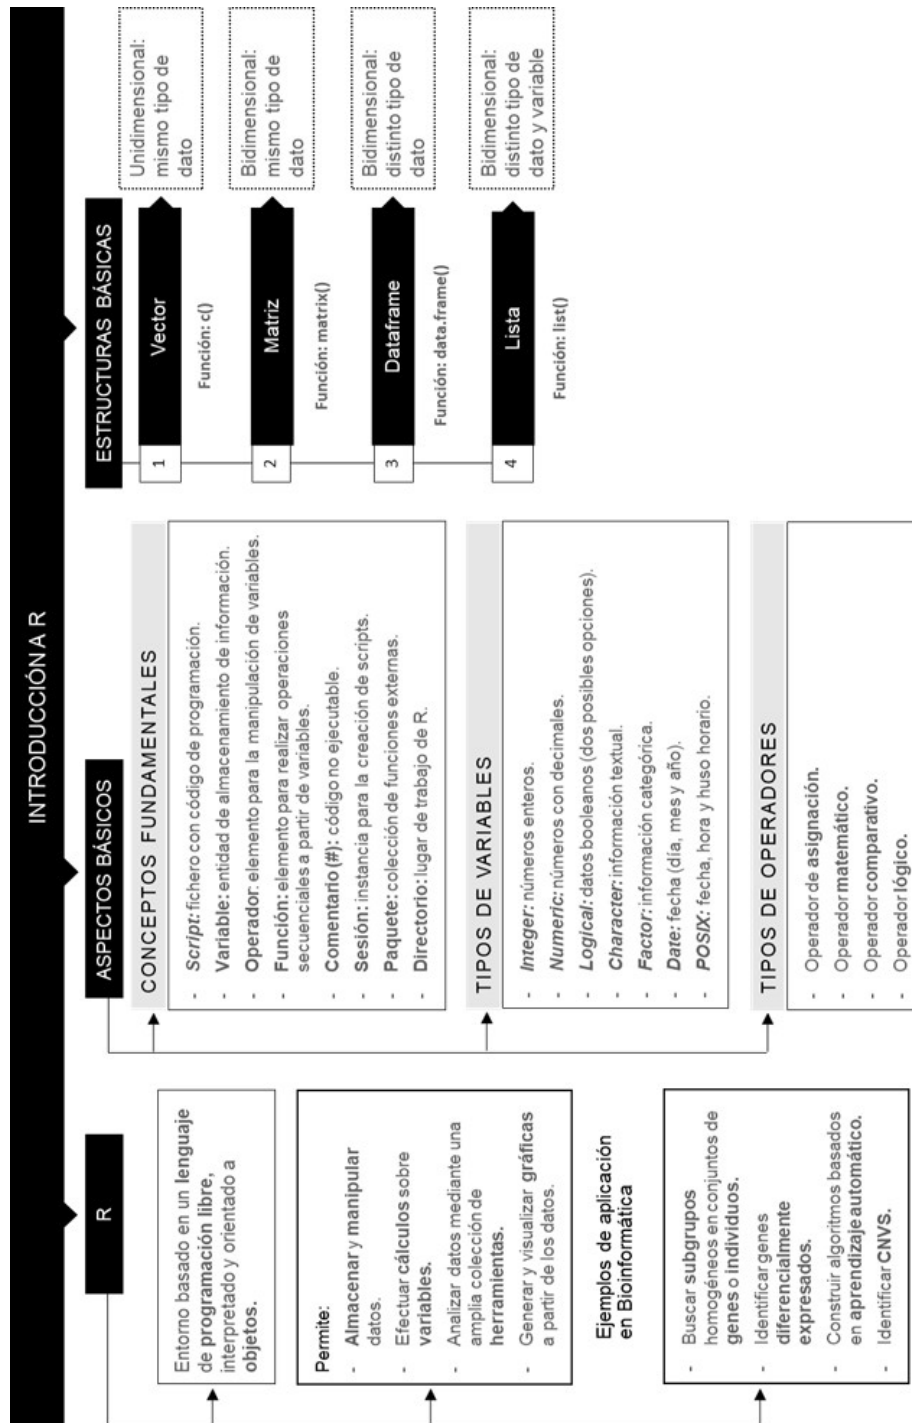 INTRODUCCIÓN A R
R
Entorno basado en un lenguaje
de programación libre,
interpretado y orientado a
objetos.
Permite:
- Almacenar y manipular
datos.
- Efectuar cálculos sobre
variables.
- Analizar datos mediante una
amplia colección de
herramientas.
- Generar y visualizar gráficas
a partir de los datos.
Ejemplos de aplicación
en Bioinformática
- Buscar subgrupos
homogéneos en conjuntos de
genes o individuos.
- Identificar genes
diferencialmente
expresados.
- Construir algoritmos basados
en aprendizaje automático.
- Identificar CNVS.
ASPECTOS BÁSICOS
CONCEPTOS FUNDAMENTALES
- Script: fichero con código de programación.
- Variable: entidad de almacenamiento de información.
- Operador: elemento para la manipulación de variables.
- Función: elemento para realizar operaciones
secuenciales a partir de variables.
- Comentario (#): código no ejecutable.
- Sesión: instancia para la creación de scripts.
- Paquete: colección de funciones externas.
- Directorio: lugar de trabajo de R.
TIPOS DE VARIABLES
- Integer: números enteros.
- Numeric: números con decimales.
- Logical: datos booleanos (dos posibles opciones).
- Character: información textual.
- Factor: información categórica.
- Date: fecha (día, mes y año).
- POSIX: fecha, hora y huso horario.
TIPOS DE OPERADORES
- Operador de asignación.
- Operador matemático.
- Operador comparativo.
- Operador lógico.
ESTRUCTURAS BÁSICAS
1
Vector
Unidimensional:
mismo tipo de
dato
Función: c()
2
Matriz
Bidimensional:
mismo tipo de
dato
Función: matrix()
3
Dataframe
Bidimensional:
distinto tipo de
dato
Función: data.frame()
4
Lista
Bidimensional:
distinto tipo de
dato y variable
Función: list()